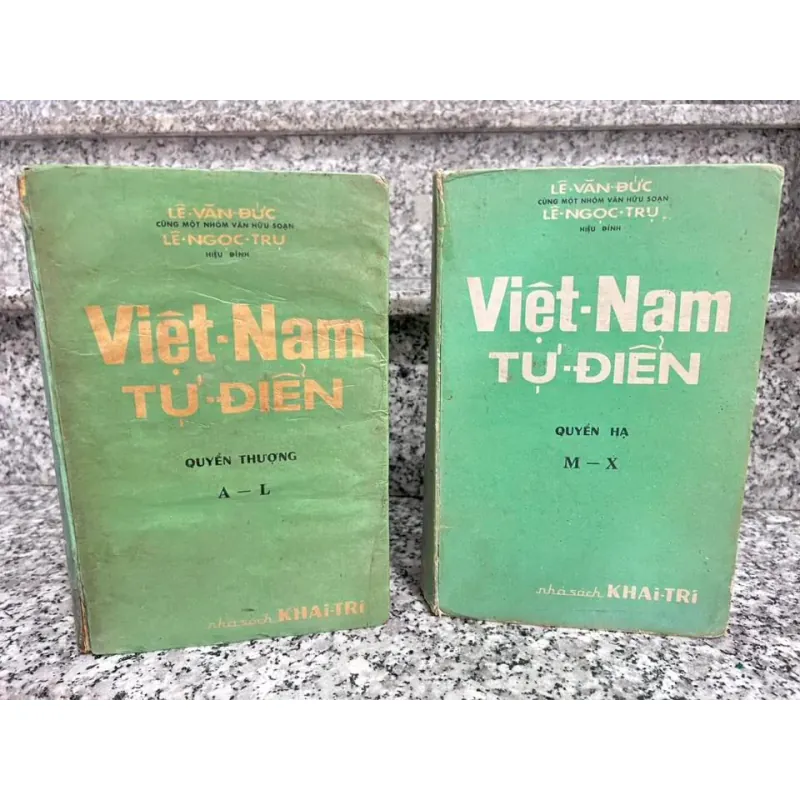 LÊ·VĂN·ĐỨC
CÙNG MỘT NHÓM VĂN HỮU SOẠN
LÊ·NGỌC·TRỤ
HIỆU ĐÍNH
Việt-Nam
TỰ-ĐIỂN
QUYỂN THƯỢNG
A — L
nhà sách KHAI-TRÍ
LÊ·VĂN·ĐỨC
CÙNG MỘT NHÓM VĂN HỮU SOẠN
LÊ·NGỌC·TRỤ
HIỆU ĐÍNH
Việt-Nam
TỰ-ĐIỂN
QUYỂN HẠ
M — X
nhà sách KHAI-TRÍ